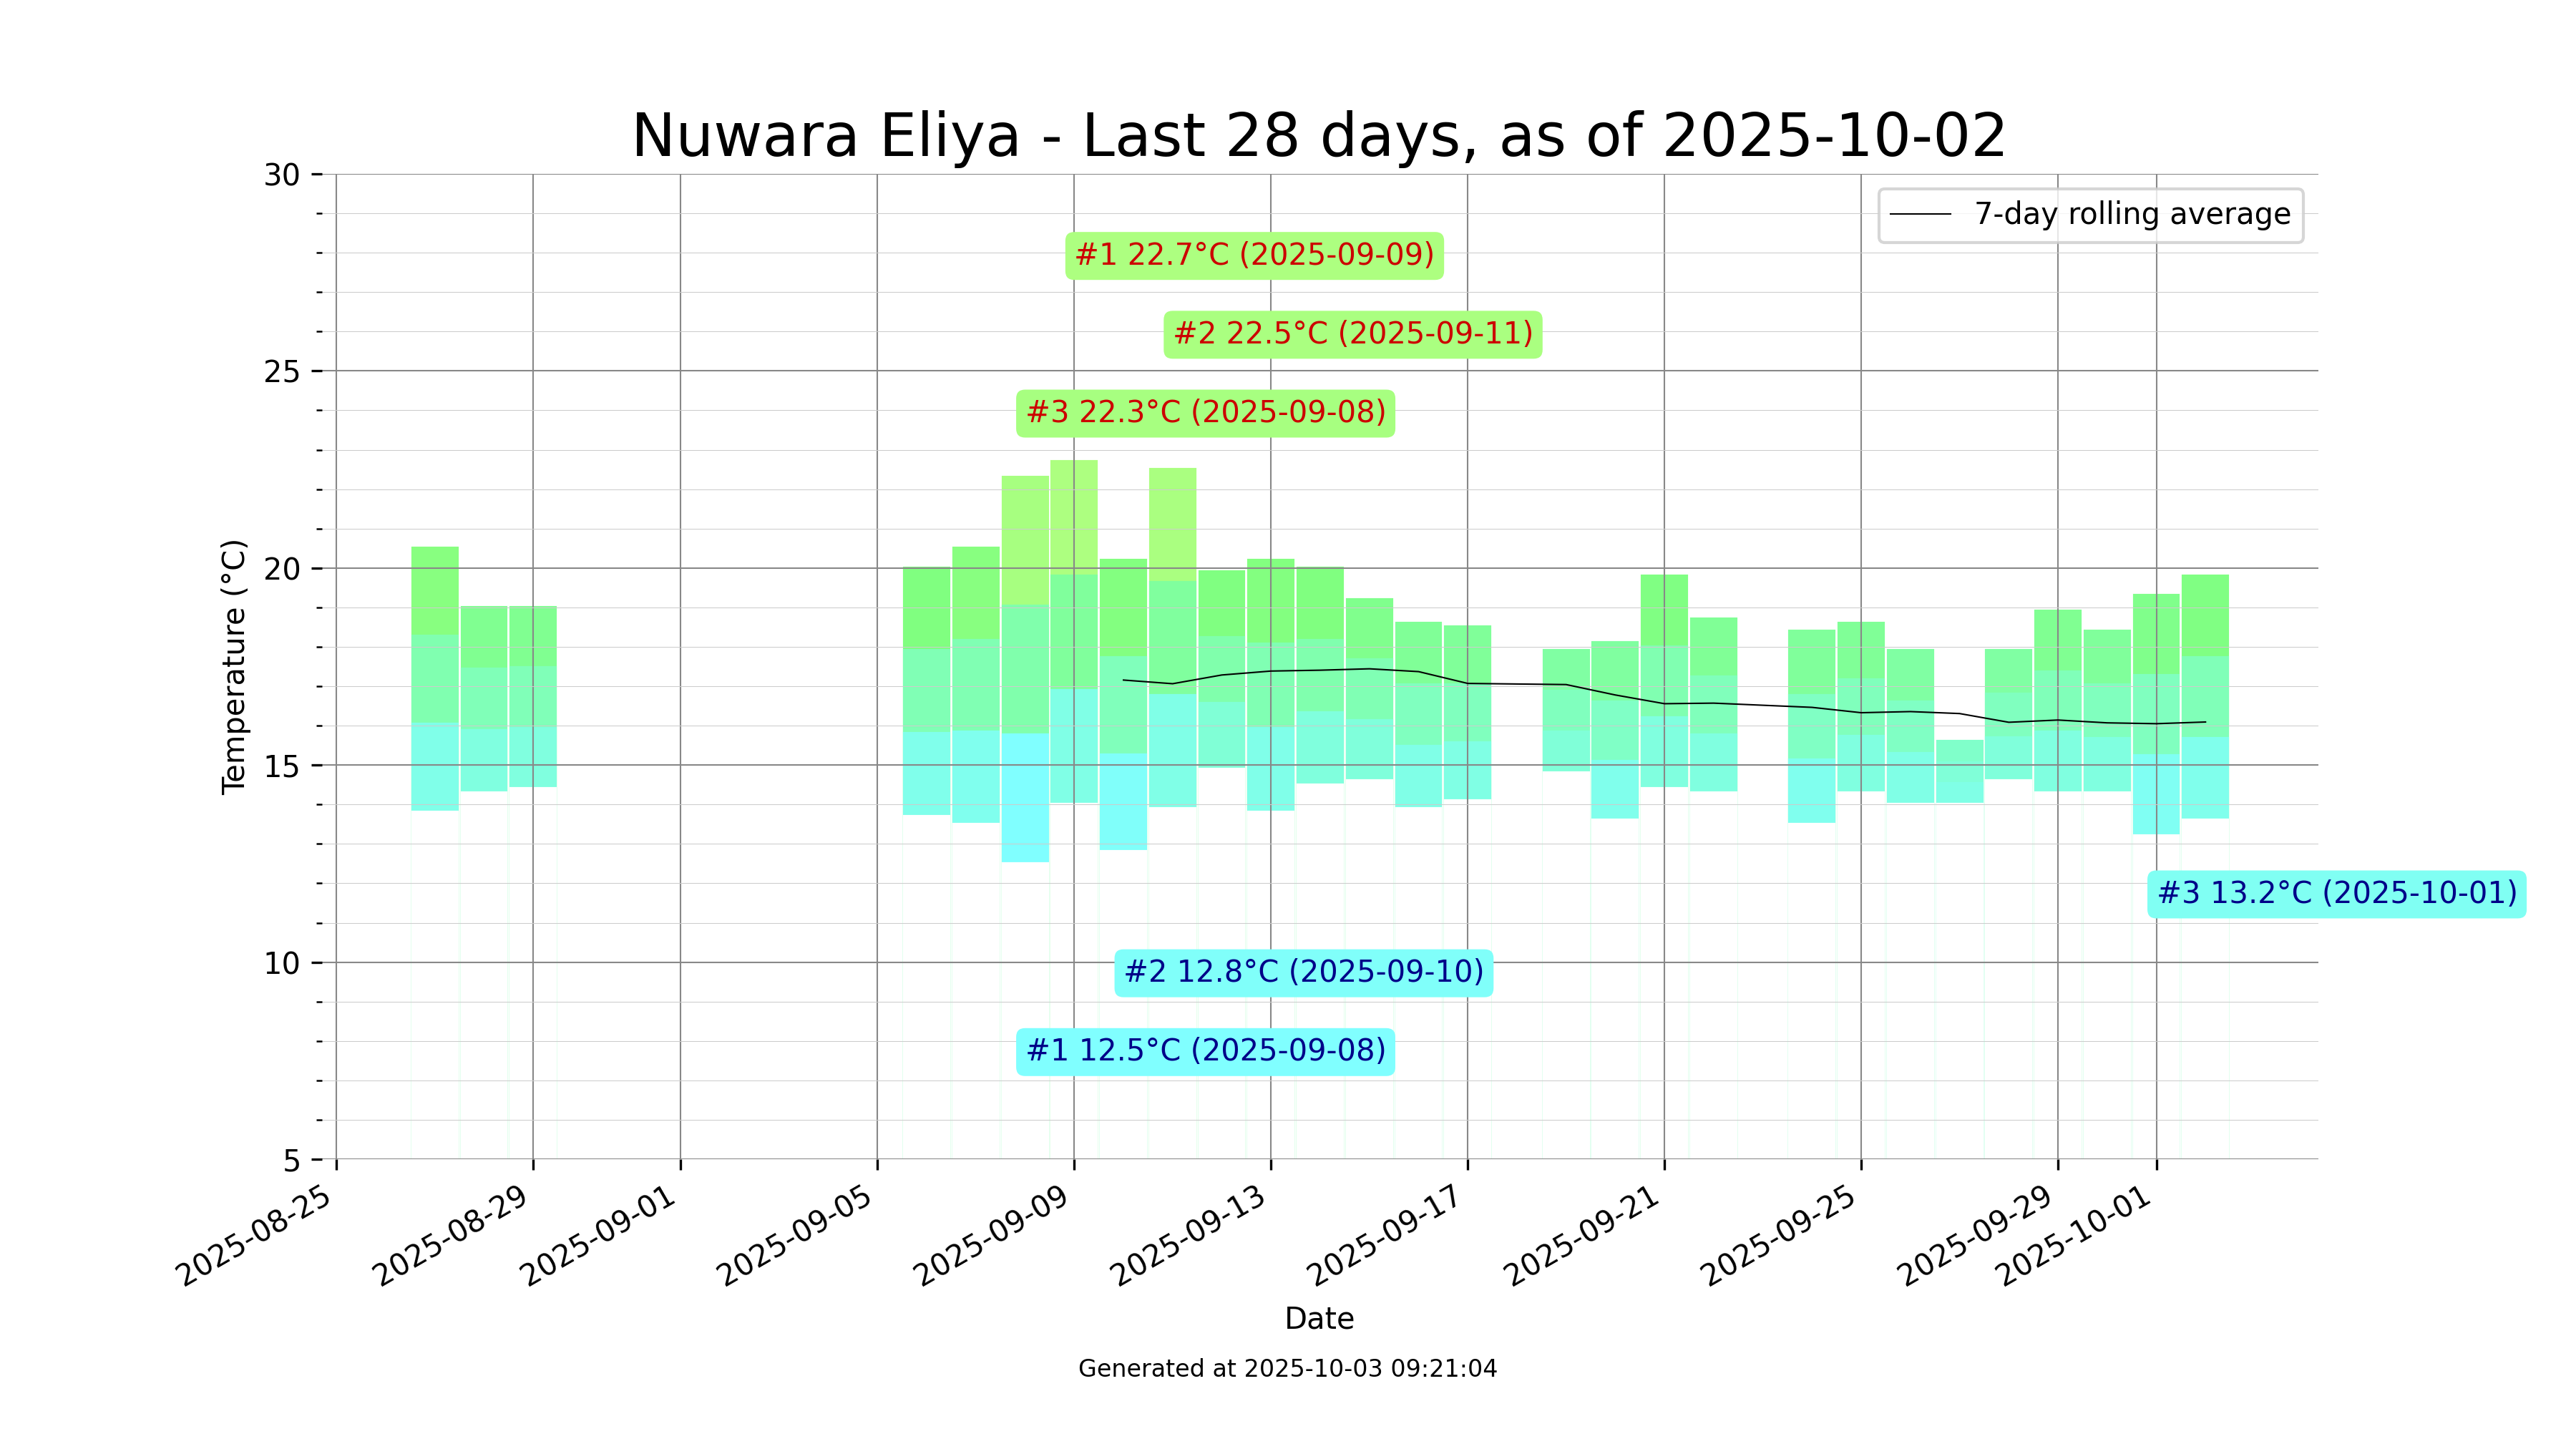 Nuwara Eliya - Last 28 days, as of 2025-10-02
7-day rolling average
#1 22.7°C (2025-09-09)
#2 22.5°C (2025-09-11)
#3 22.3°C (2025-09-08)
#3 13.2°C (2025-10-01)
#2 12.8°C (2025-09-10)
#1 12.5°C (2025-09-08)
Temperature (°C)
30
25
20
15
10
5
2025-08-25
2025-08-29
2025-09-01
2025-09-05
2025-09-09
2025-09-13
2025-09-17
2025-09-21
2025-09-25
2025-09-29
2025-10-01
Date
Generated at 2025-10-03 09:21:04